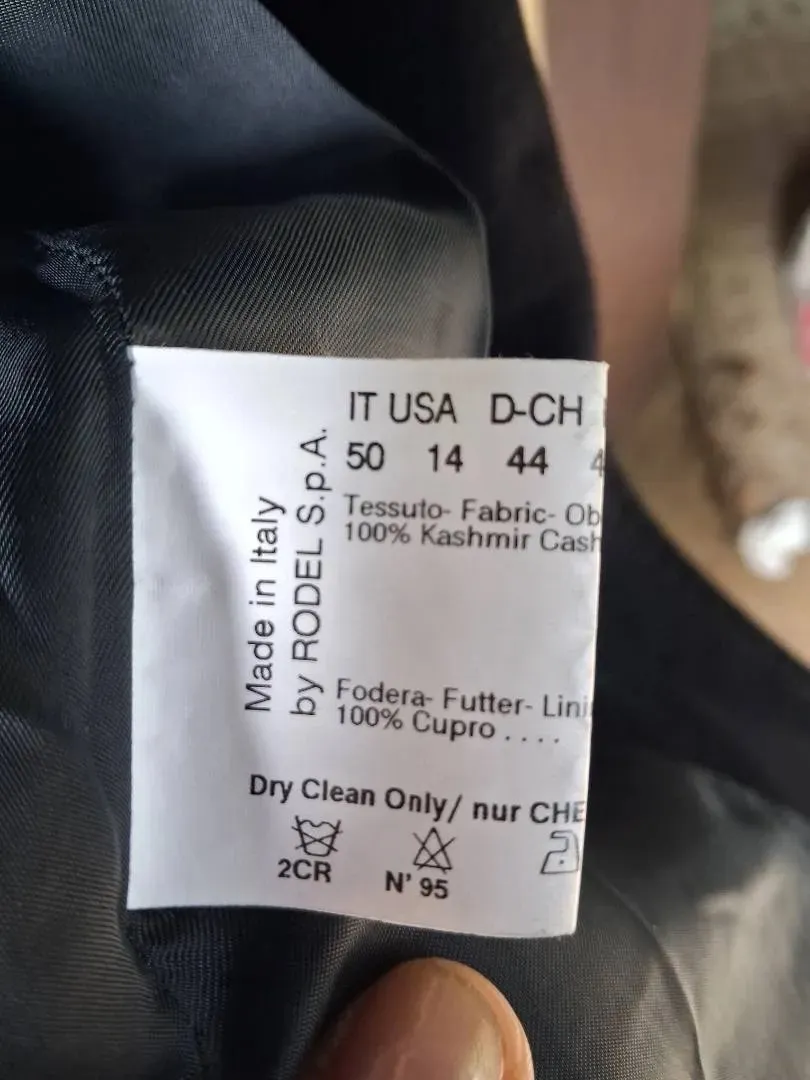 IT USA D-CH
50 14 44
Tessuto- Fabric- Ob
100% Kashmir Cash
Made in Italy
by RODEL S.p.A.
Fodera- Futter- Lini
100% Cupro ....
Dry Clean Only/ nur CHE
2CR N' 95